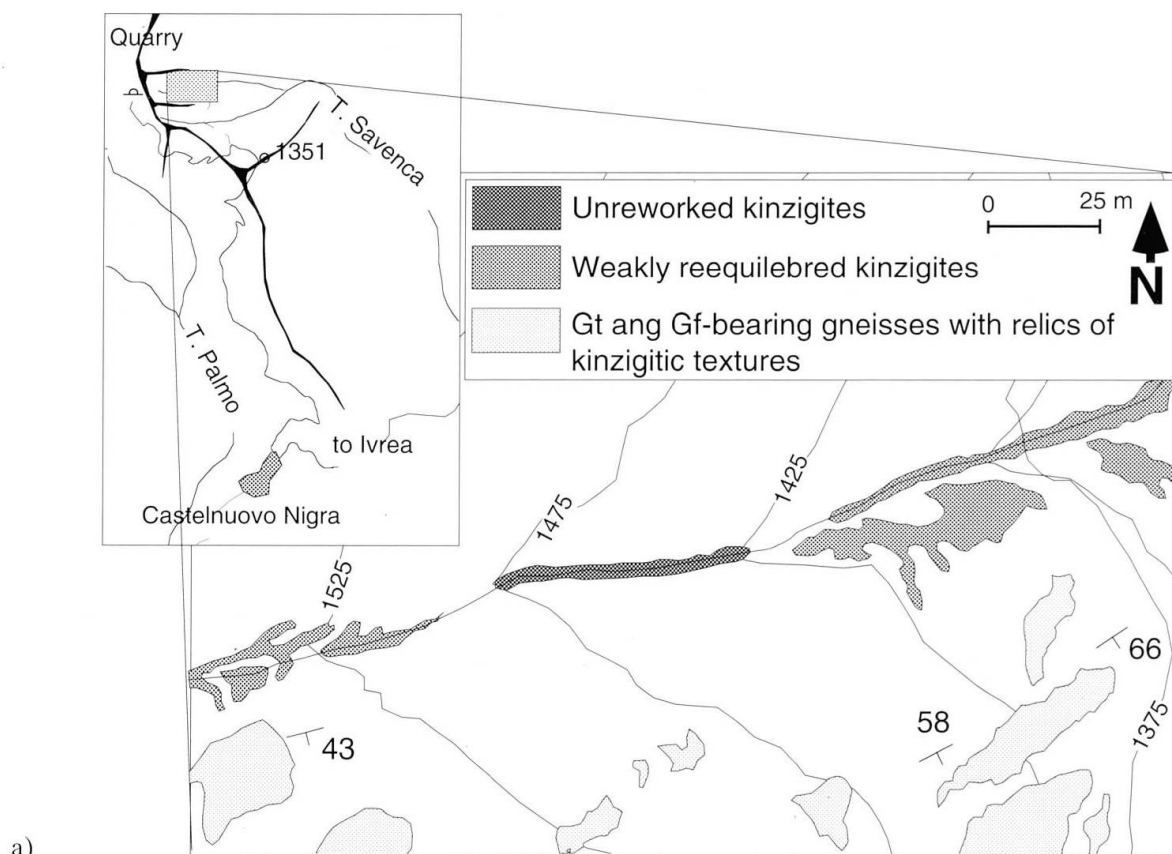 Quarry
T. Savenca
1351
T. Palmo
to Ivrea
Castelnuovo Nigra
Unreworked kinzigites
0 25 m
Weakly reequilebred kinzigites
N
Gt ang Gf-bearing gneisses with relics of
kinzigitic textures
1425
1475
1525
66
58
43
1375
a)